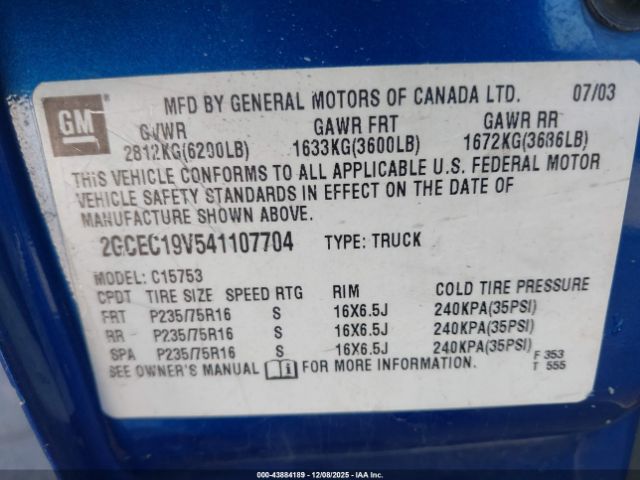 GM
MFD BY GENERAL MOTORS OF CANADA LTD. 07/03
GVWR GAWR FRT GAWR RR
2812KG(6200LB) 1633KG(3600LB) 1672KG(3686LB)
THIS VEHICLE CONFORMS TO ALL APPLICABLE U.S. FEDERAL MOTOR
VEHICLE SAFETY STANDARDS IN EFFECT ON THE DATE OF
MANUFACTURE SHOWN ABOVE.
2GCEC19V541107704 TYPE: TRUCK
MODEL: C15753
CPDT TIRE SIZE SPEED RTG RIM COLD TIRE PRESSURE
FRT P235/75R16 S 16X6.5J 240KPA(35PSI)
RR P235/75R16 S 16X6.5J 240KPA(35PSI)
SPA P235/75R16 S 16X6.5J 240KPA(35PSI)
SEE OWNER'S MANUAL FOR MORE INFORMATION.
F 353
T 555
000-43884189 • 12/08/2025 - IAA Inc.